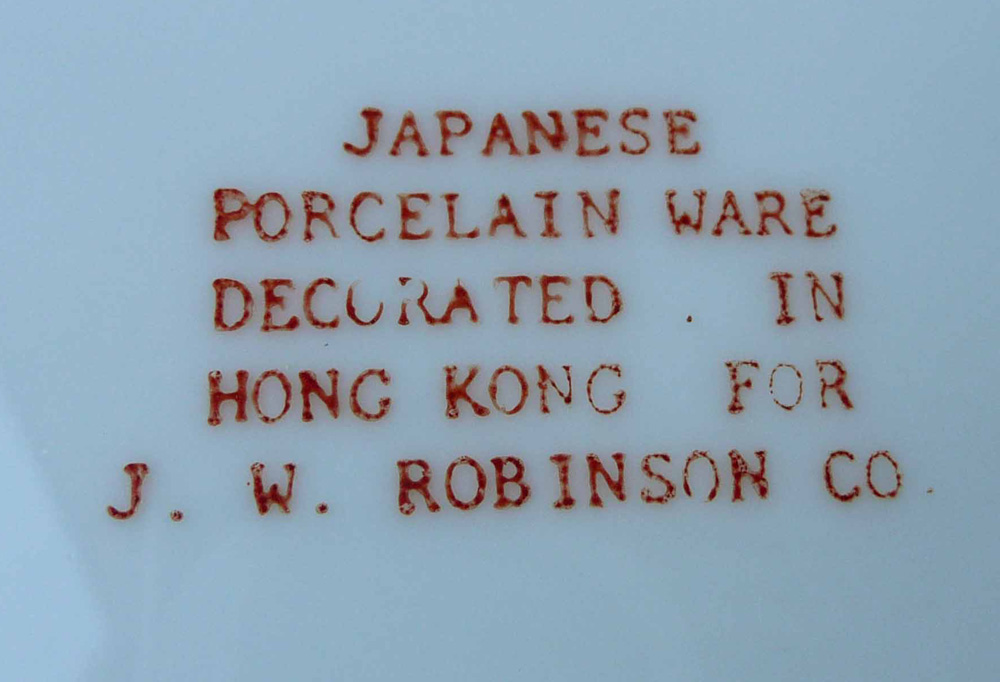 JAPANESE
PORCELAIN WARE
DECORATED IN
HONG KONG FOR
J. W. ROBINSON CO.